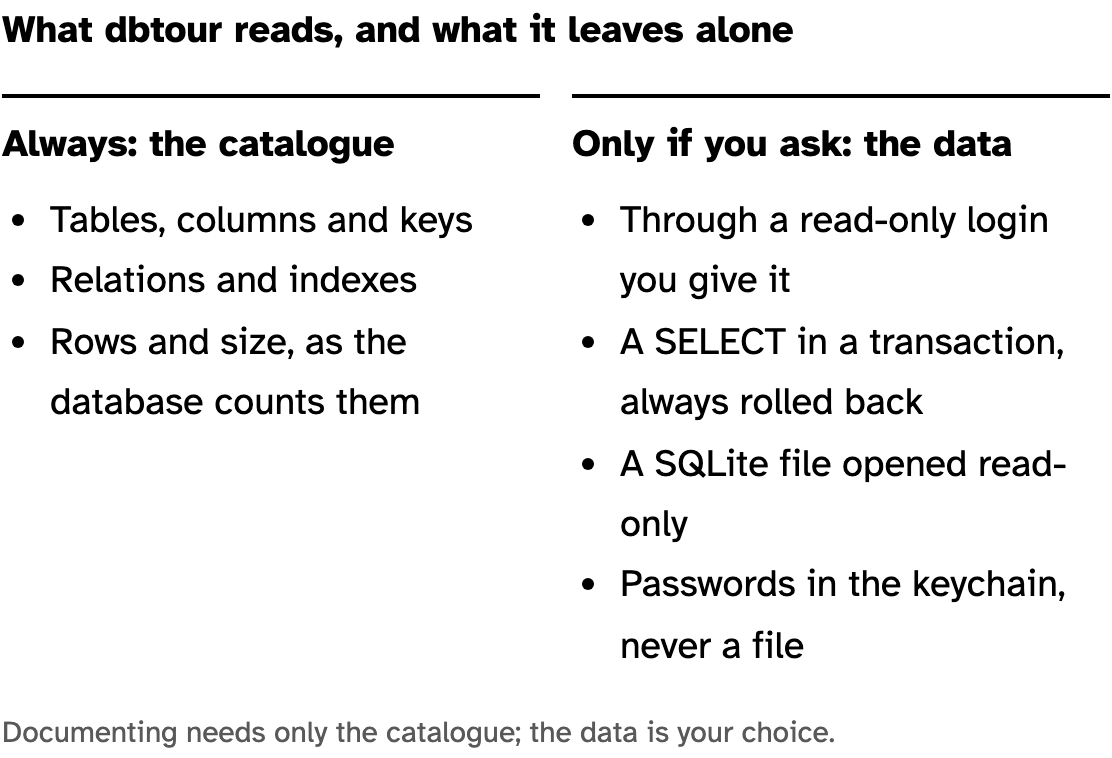 What dbtour reads, and what it leaves alone
Always: the catalogue
Tables, columns and keys
Relations and indexes
Rows and size, as the
database counts them
Only if you ask: the data
Through a read-only login
you give it
A SELECT in a transaction,
always rolled back
A SQLite file opened read-
only
Passwords in the keychain,
never a file
Documenting needs only the catalogue; the data is your choice.